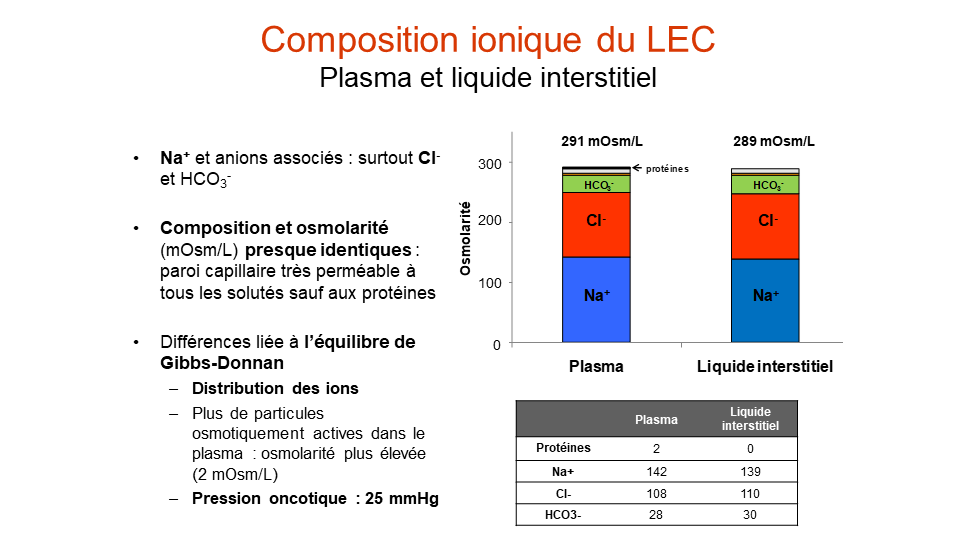 Composition ionique du LEC
Plasma et liquide interstitiel
• Na⁺ et anions associés : surtout Cl⁻
et HCO₃⁻
• Composition et osmolarité
(mOsm/L) presque identiques :
paroi capillaire très perméable à
tous les solutés sauf aux protéines
• Différences liée à l’équilibre de
Gibbs-Donnan
– Distribution des ions
– Plus de particules
osmotiquement actives dans le
plasma : osmolarité plus élevée
(2 mOsm/L)
– Pression oncotique : 25 mmHg
291 mOsm/L 289 mOsm/L
Osmolarité
300
200
100
0
protéines
HCO₃⁻ HCO₃⁻
Cl⁻ Cl⁻
Na⁺ Na⁺
Plasma Liquide interstitiel
Plasma Liquide
interstitiel
Protéines 2 0
Na+ 142 139
Cl- 108 110
HCO3- 28 30